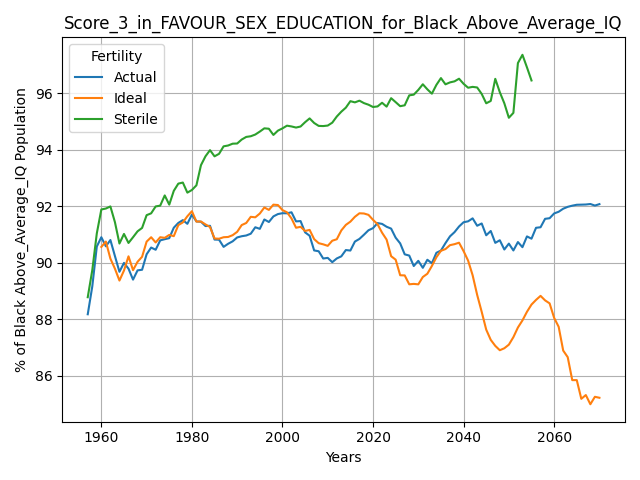 Score_3_in_FAVOUR_SEX_EDUCATION_for_Black_Above_Average_IQ
Fertility
Actual
Ideal
Sterile
% of Black Above_Average_IQ Population
96
94
92
90
88
86
1960
1980
2000
2020
2040
2060
Years